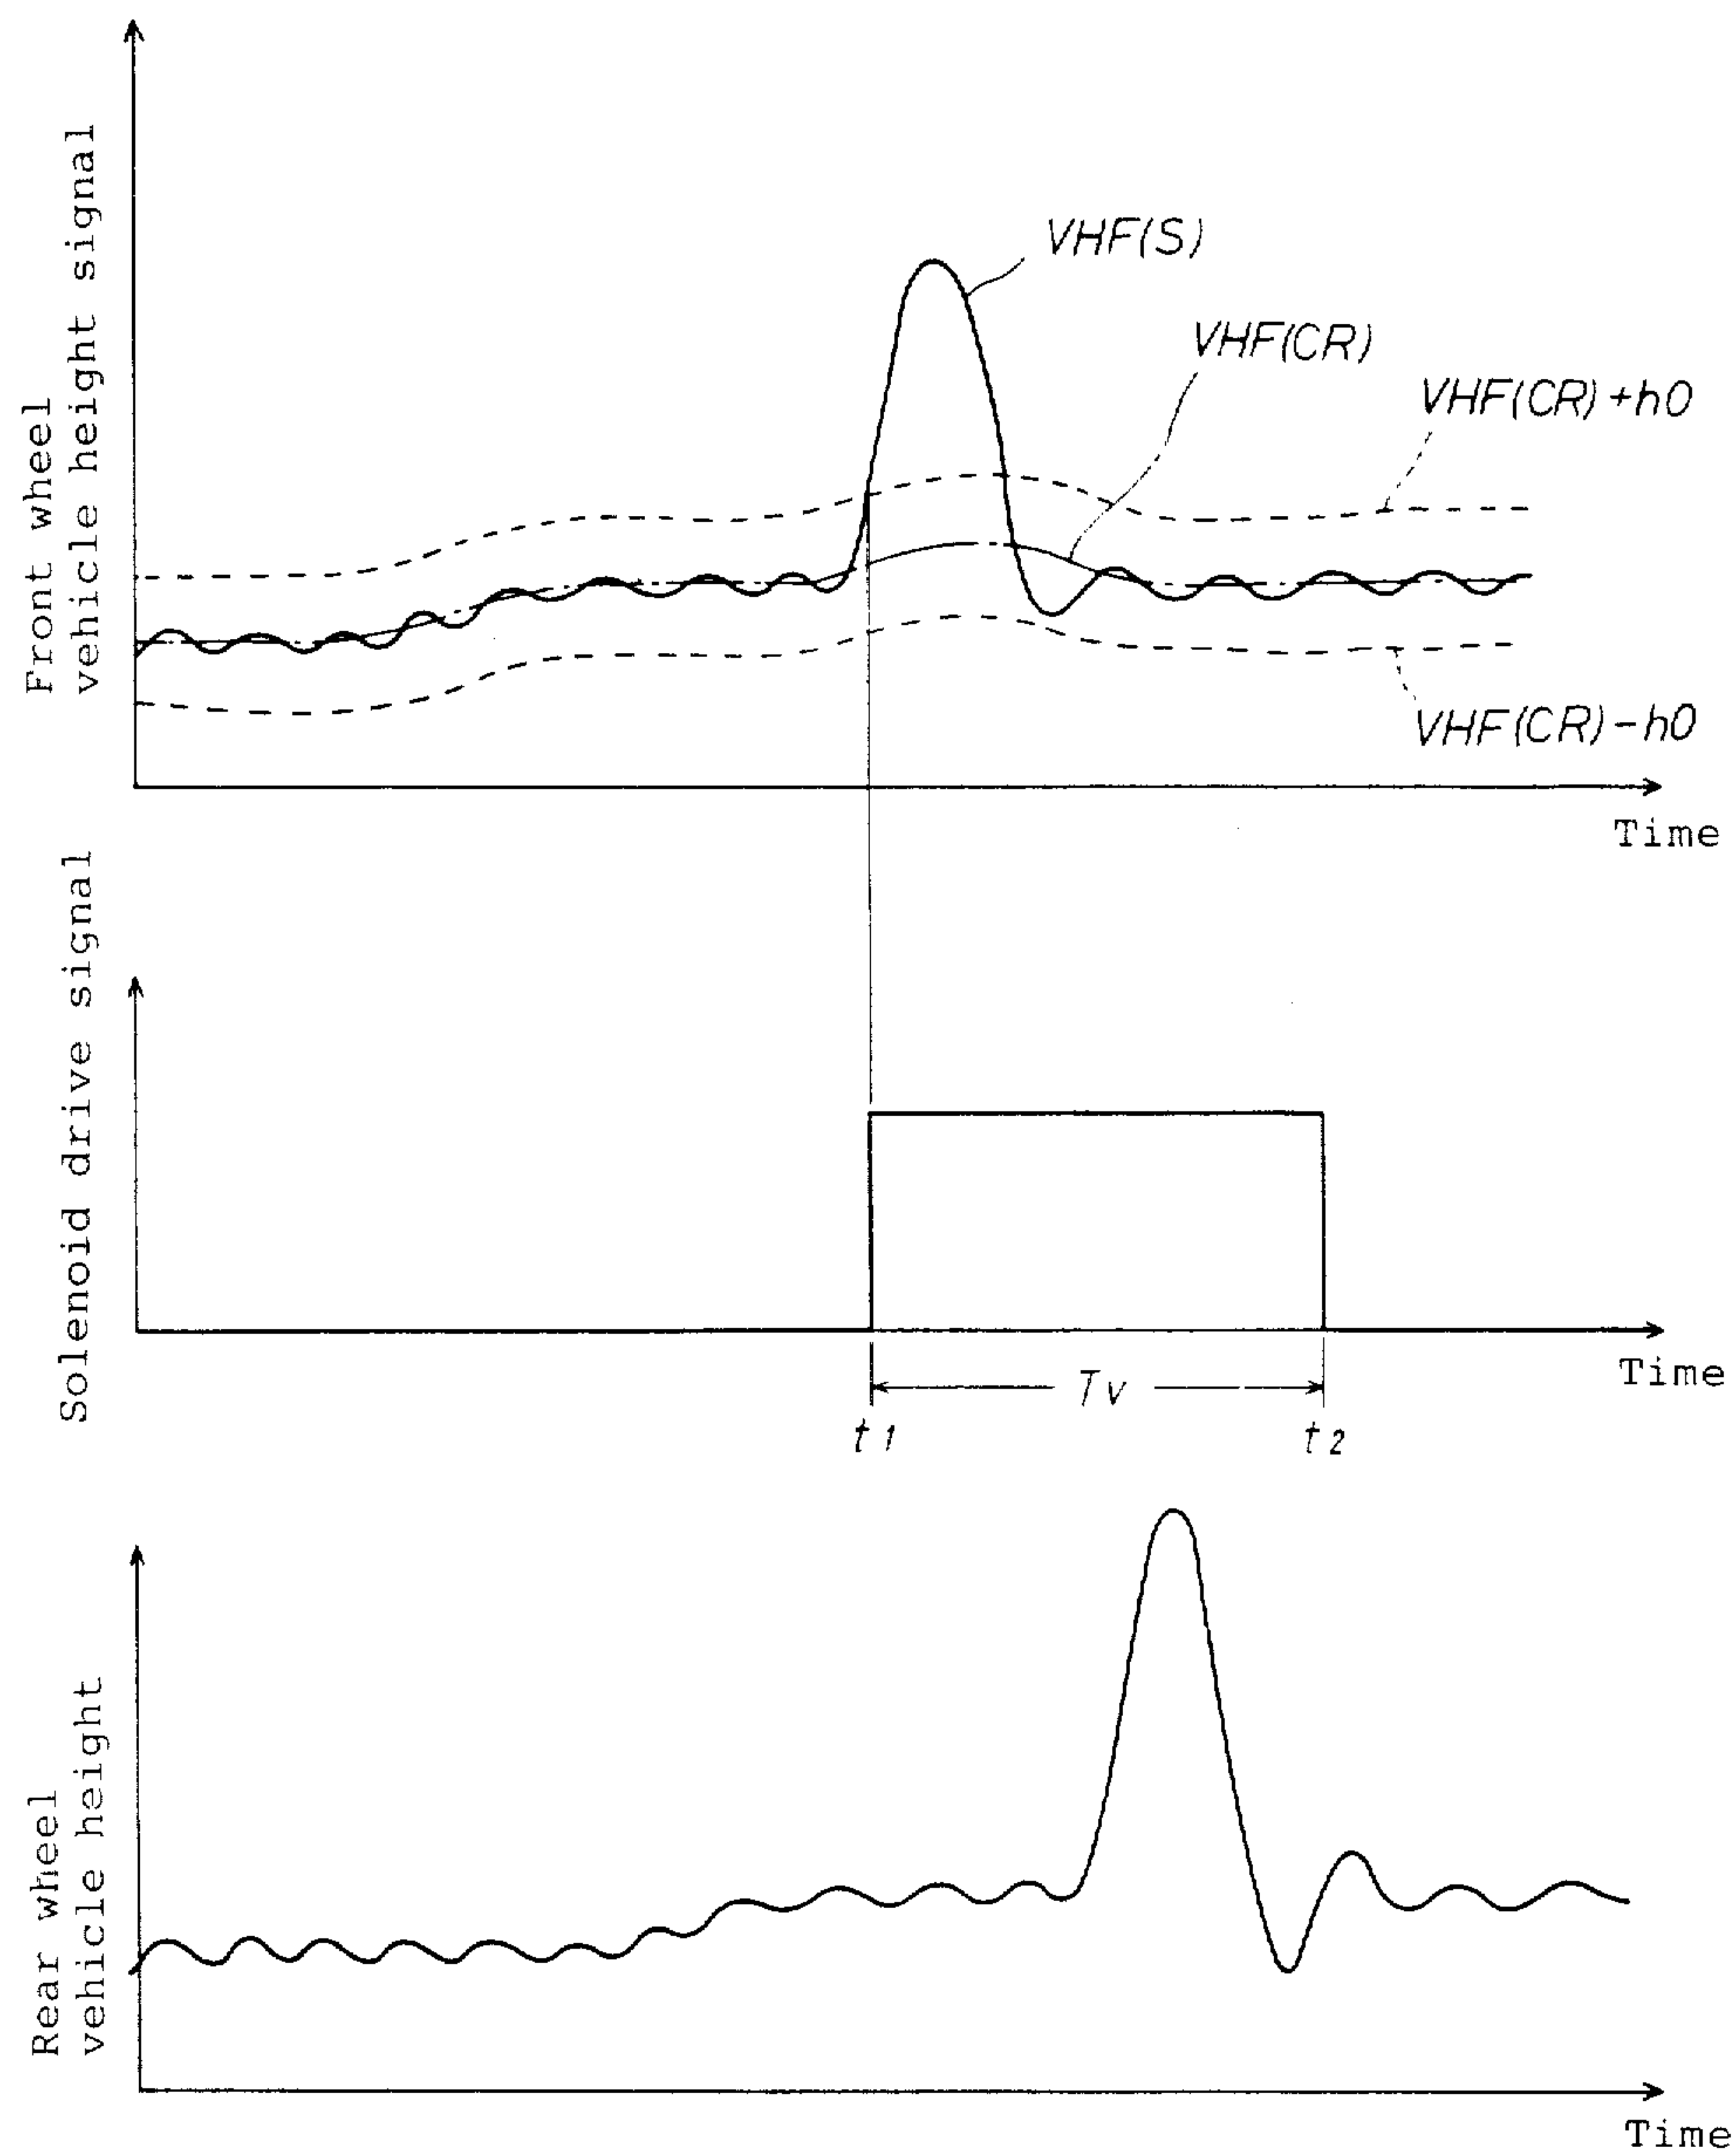 Front wheel
vehicle height signal
VHF(S)
VHF(CR)
VHF(CR)+h0
VHF(CR)-h0
Time
Solenoid drive signal
Time
Tv
t1
t2
Rear wheel
vehicle height
Time